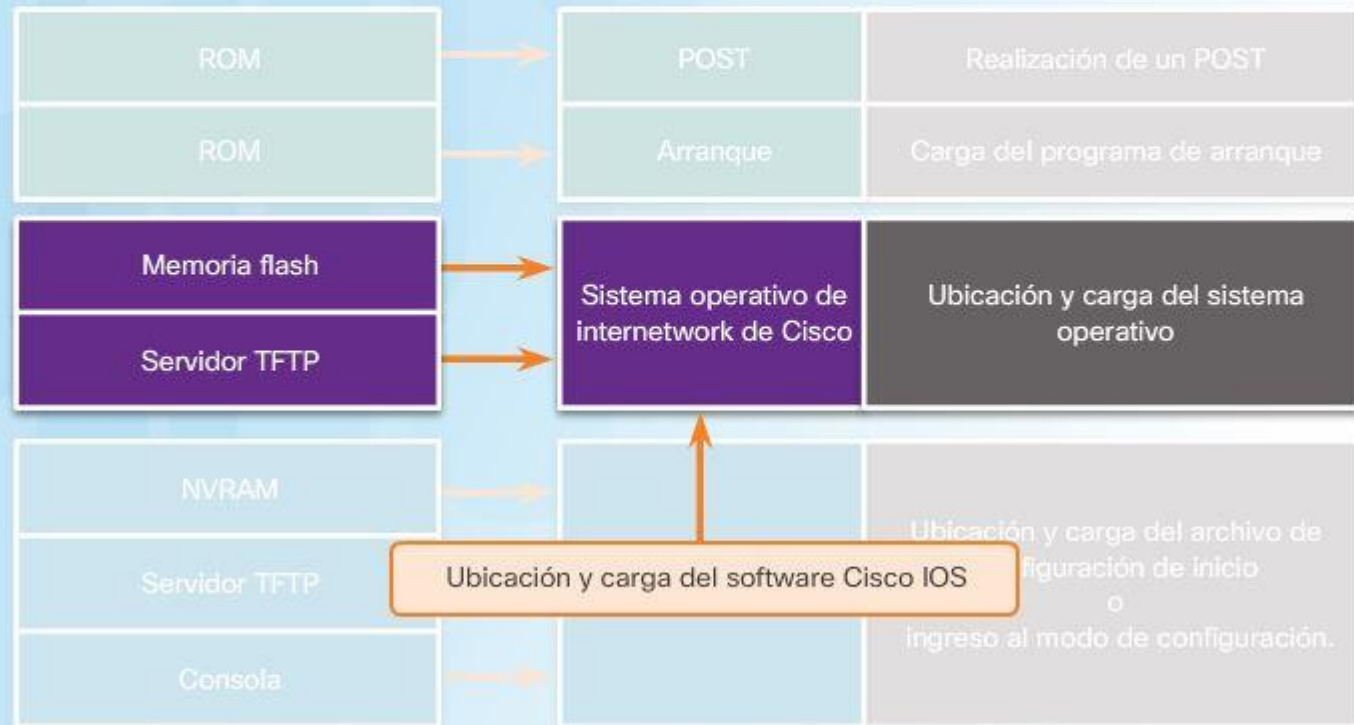 ROM
POST
Realización de un POST
ROM
Arranque
Carga del programa de arranque
Memoria flash
Servidor TFTP
Sistema operativo de
internetwork de Cisco
Ubicación y carga del sistema
operativo
NVRAM
Servidor TFTP
Consola
Ubicación y carga del archivo de
figuración de inicio
o
ingreso al modo de configuración.
Ubicación y carga del software Cisco IOS